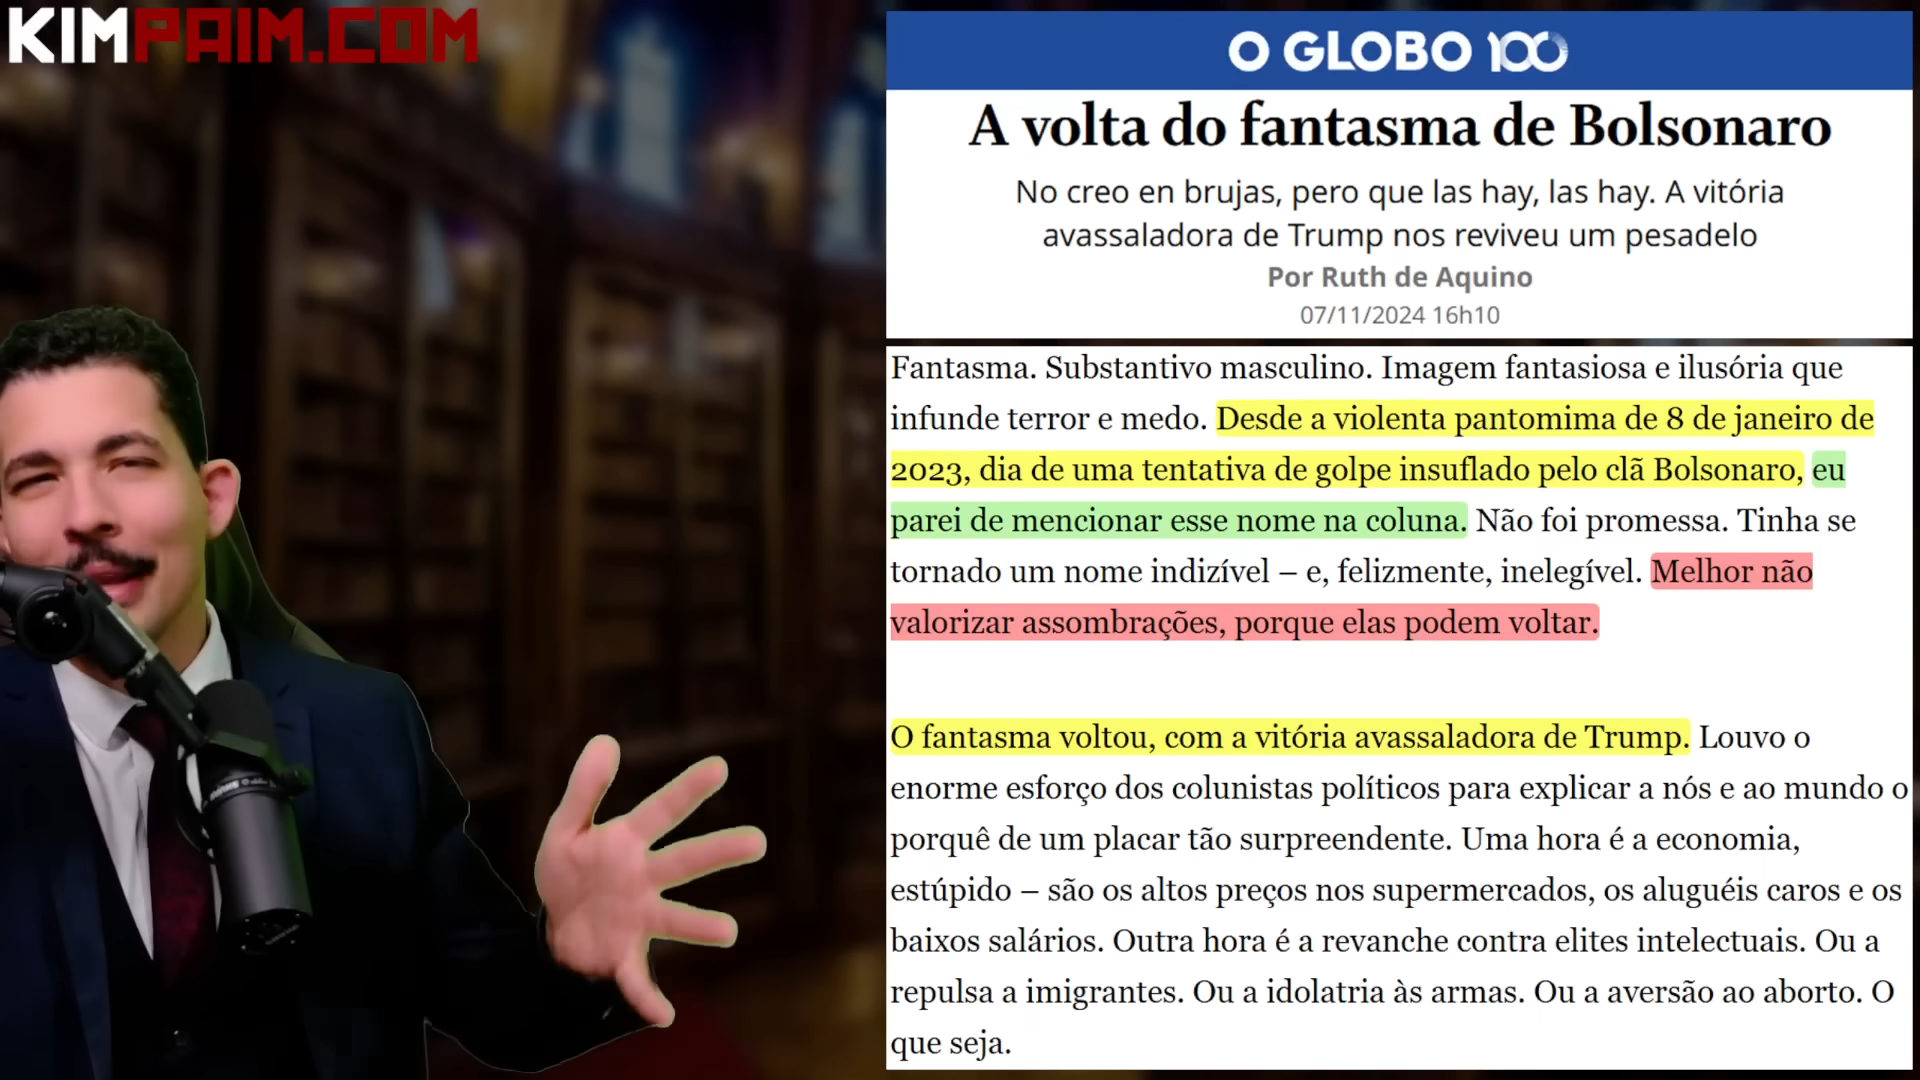 KIMPAIM.COM
O GLOBO 100
A volta do fantasma de Bolsonaro
No creo en brujas, pero que las hay, las hay. A vitória
avassaladora de Trump nos reviveu um pesadelo
Por Ruth de Aquino
07/11/2024 16h10
Fantasma. Substantivo masculino. Imagem fantasiosa e ilusória que
infunde terror e medo. Desde a violenta pantomima de 8 de janeiro de
2023, dia de uma tentativa de golpe insuflado pelo clã Bolsonaro, eu
parei de mencionar esse nome na coluna. Não foi promessa. Tinha se
tornado um nome indizível – e, felizmente, inelegível. Melhor não
valorizar assombrações, porque elas podem voltar.
O fantasma voltou, com a vitória avassaladora de Trump. Louvo o
enorme esforço dos colunistas políticos para explicar a nós e ao mundo o
porquê de um placar tão surpreendente. Uma hora é a economia,
estúpido – são os altos preços nos supermercados, os aluguéis caros e os
baixos salários. Outra hora é a revanche contra elites intelectuais. Ou a
repulsa a imigrantes. Ou a idolatria às armas. Ou a aversão ao aborto. O
que seja.